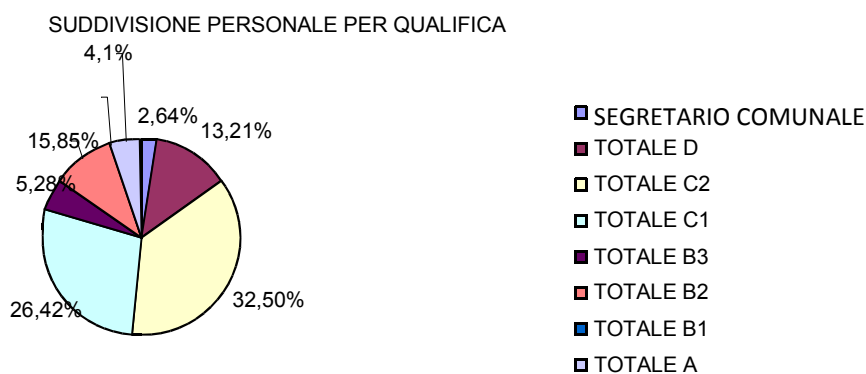 SUDDIVISIONE PERSONALE PER QUALIFICA
4,1%
2,64%
13,21%
15,85%
5,28%
26,42%
32,50%
SEGRETARIO COMUNALE
TOTALE D
TOTALE C2
TOTALE C1
TOTALE B3
TOTALE B2
TOTALE B1
TOTALE A